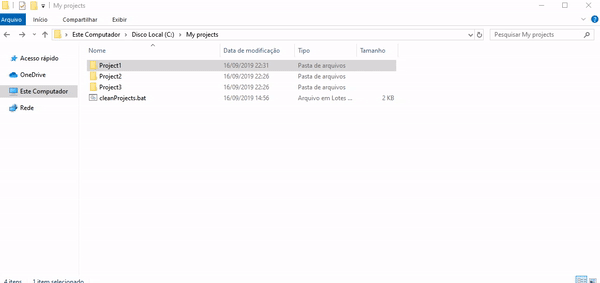 My projects
Arquivo Início Compartilhar Exibir
Este Computador Disco Local (C:) My projects
Pesquisar My projects
Nome Data de modificação Tipo Tamanho
Acesso rápido
OneDrive
Este Computador
Rede
Project1 16/09/2019 22:31 Pasta de arquivos
Project2 16/09/2019 22:26 Pasta de arquivos
Project3 16/09/2019 22:26 Pasta de arquivos
cleanProjects.bat 16/09/2019 14:56 Arquivo em Lotes ... 2 KB
4 itens 1 item selecionado